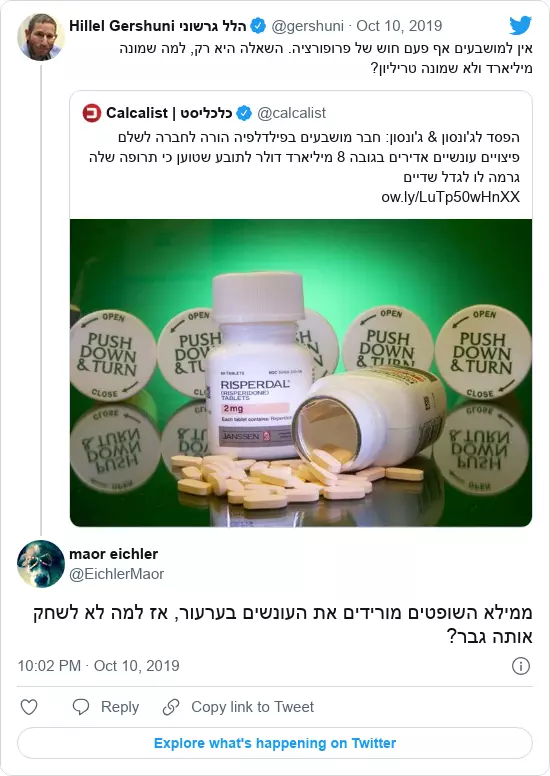 Hillel Gershuni הלל גרשוני @gershuni · Oct 10, 2019
אין למושבעים אף פעם חוש של פרופורציה. השאלה היא רק, למה שמונה
מיליארד ולא שמונה טריליון?
Calcalist | כלכליסט @calcalist
הפסד לג'ונסון & ג'ונסון: חבר מושבעים בפילדלפיה הורה לחברה לשלם
פיצויים עונשיים אדירים בגובה 8 מיליארד דולר לתובע שטוען כי תרופה שלה
גרמה לו לגדל שדיים
ow.ly/LuTp50wHnXX
OPEN
PUSH
DOWN
& TURN
CLOSE
PUSH
DOWN
& TURN
OPEN
PUSH
DOWN
& TURN
CLOSE
OPEN
PUSH
DOWN
& TURN
CLOSE
RISPERDAL
(RISPERIDONE)
TABLETS
2 mg
JANSSEN
maor eichler
@EichlerMaor
ממילא השופטים מורידים את העונשים בערעור, אז למה לא לשחק
אותה גבר?
10:02 PM · Oct 10, 2019
Reply
Copy link to Tweet
Explore what's happening on Twitter